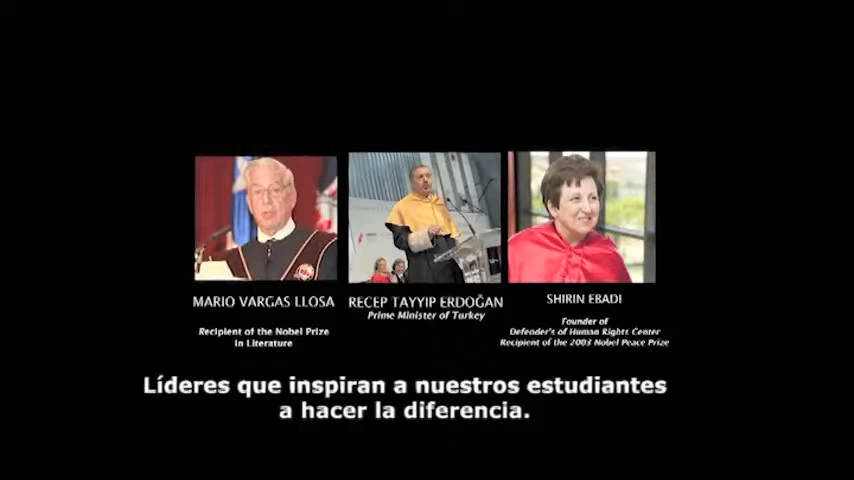 MARIO VARGAS LLOSA
Recipient of the Nobel Prize
in Literature
RECEP TAYYIP ERDOĞAN
Prime Minister of Turkey
SHIRIN EBADI
Founder of
Defender's of Human Rights Center
Recipient of the 2003 Nobel Peace Prize
Líderes que inspiran a nuestros estudiantes
a hacer la diferencia.